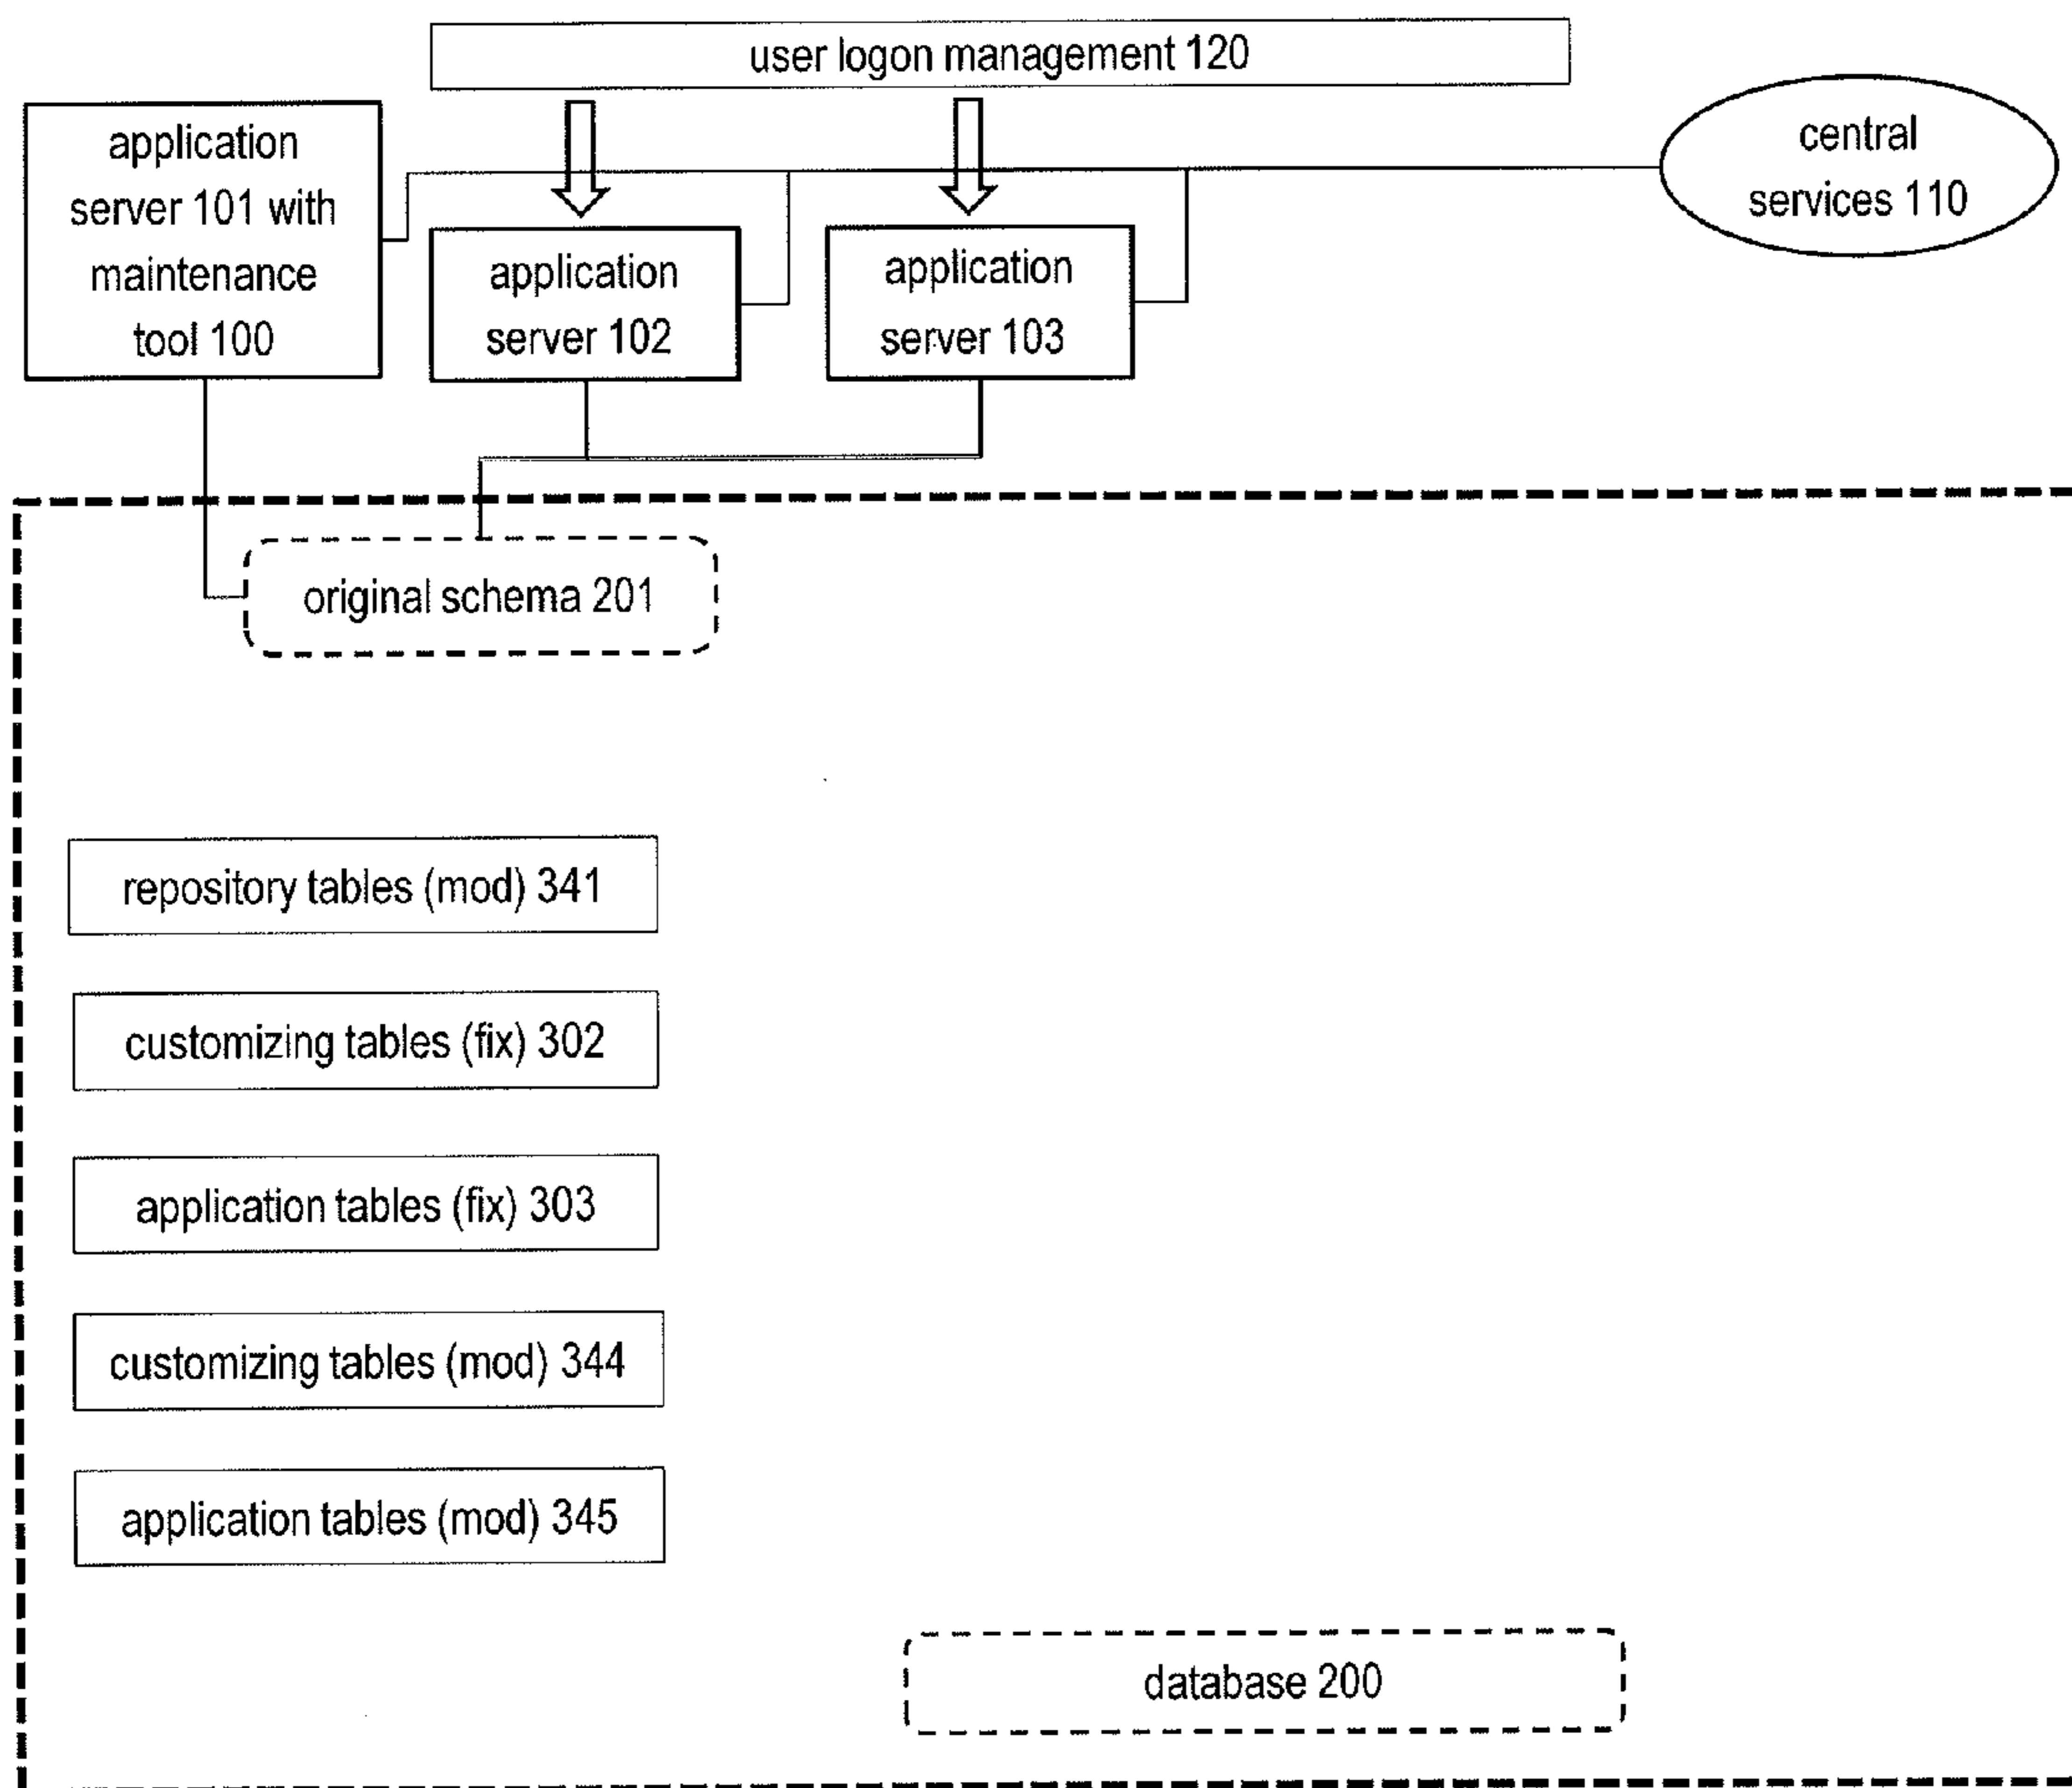 user logon management 120
application
server 101 with
maintenance
tool 100
application
server 102
application
server 103
central
services 110
original schema 201
repository tables (mod) 341
customizing tables (fix) 302
application tables (fix) 303
customizing tables (mod) 344
application tables (mod) 345
database 200